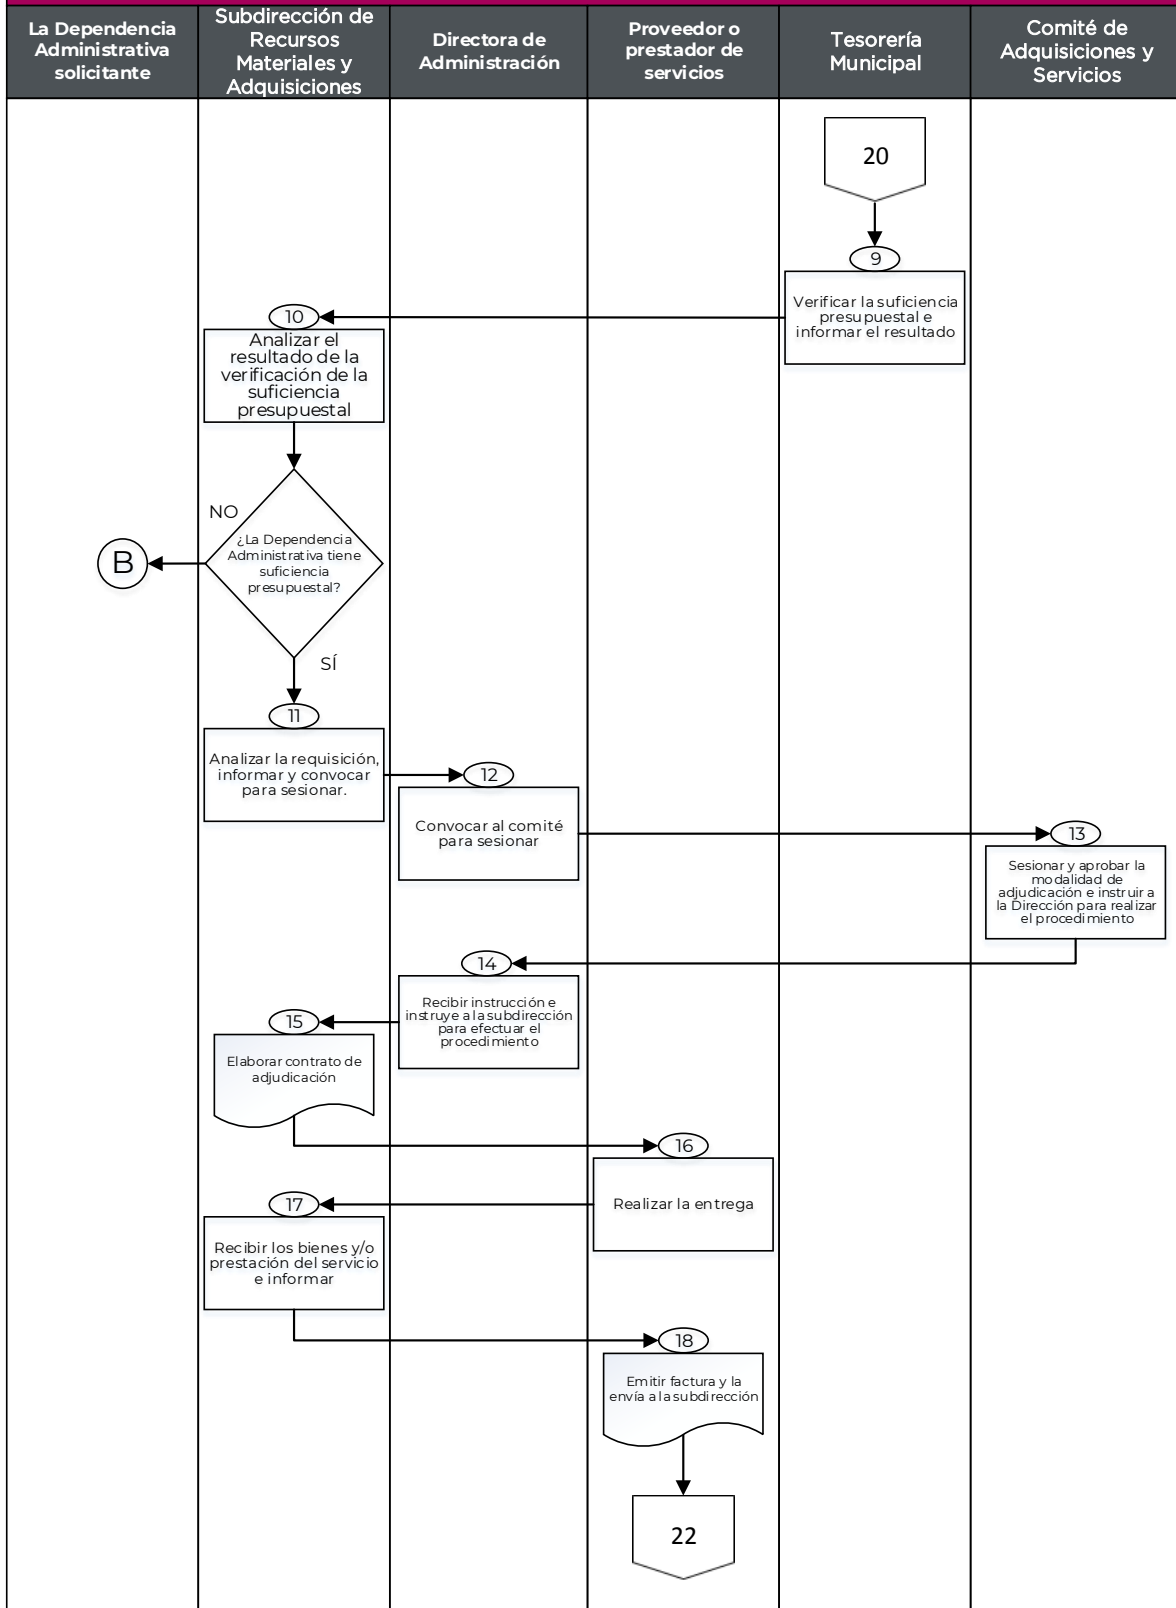 La Dependencia
Administrativa
solicitante
Subdirección de
Recursos
Materiales y
Adquisiciones
Directora de
Administración
Proveedor o
prestador de
servicios
Tesorería
Municipal
Comité de
Adquisiciones y
Servicios
20
9
Verificar la suficiencia
presupuestal e
informar el resultado
10
Analizar el
resultado de la
verificación de la
suficiencia
presupuestal
NO
¿La Dependencia
Administrativa tiene
suficiencia
presupuestal?
B
SÍ
11
Analizar la requisición,
informar y convocar
para sesionar.
12
Convocar al comité
para sesionar
13
Sesionar y aprobar la
modalidad de
adjudicación e instruir a
la Dirección para realizar
el procedimiento
14
Recibir instrucción e
instruye a la subdirección
para efectuar el
procedimiento
15
Elaborar contrato de
adjudicación
16
Realizar la entrega
17
Recibir los bienes y/o
prestación del servicio
e informar
18
Emitir factura y la
envía a la subdirección
22